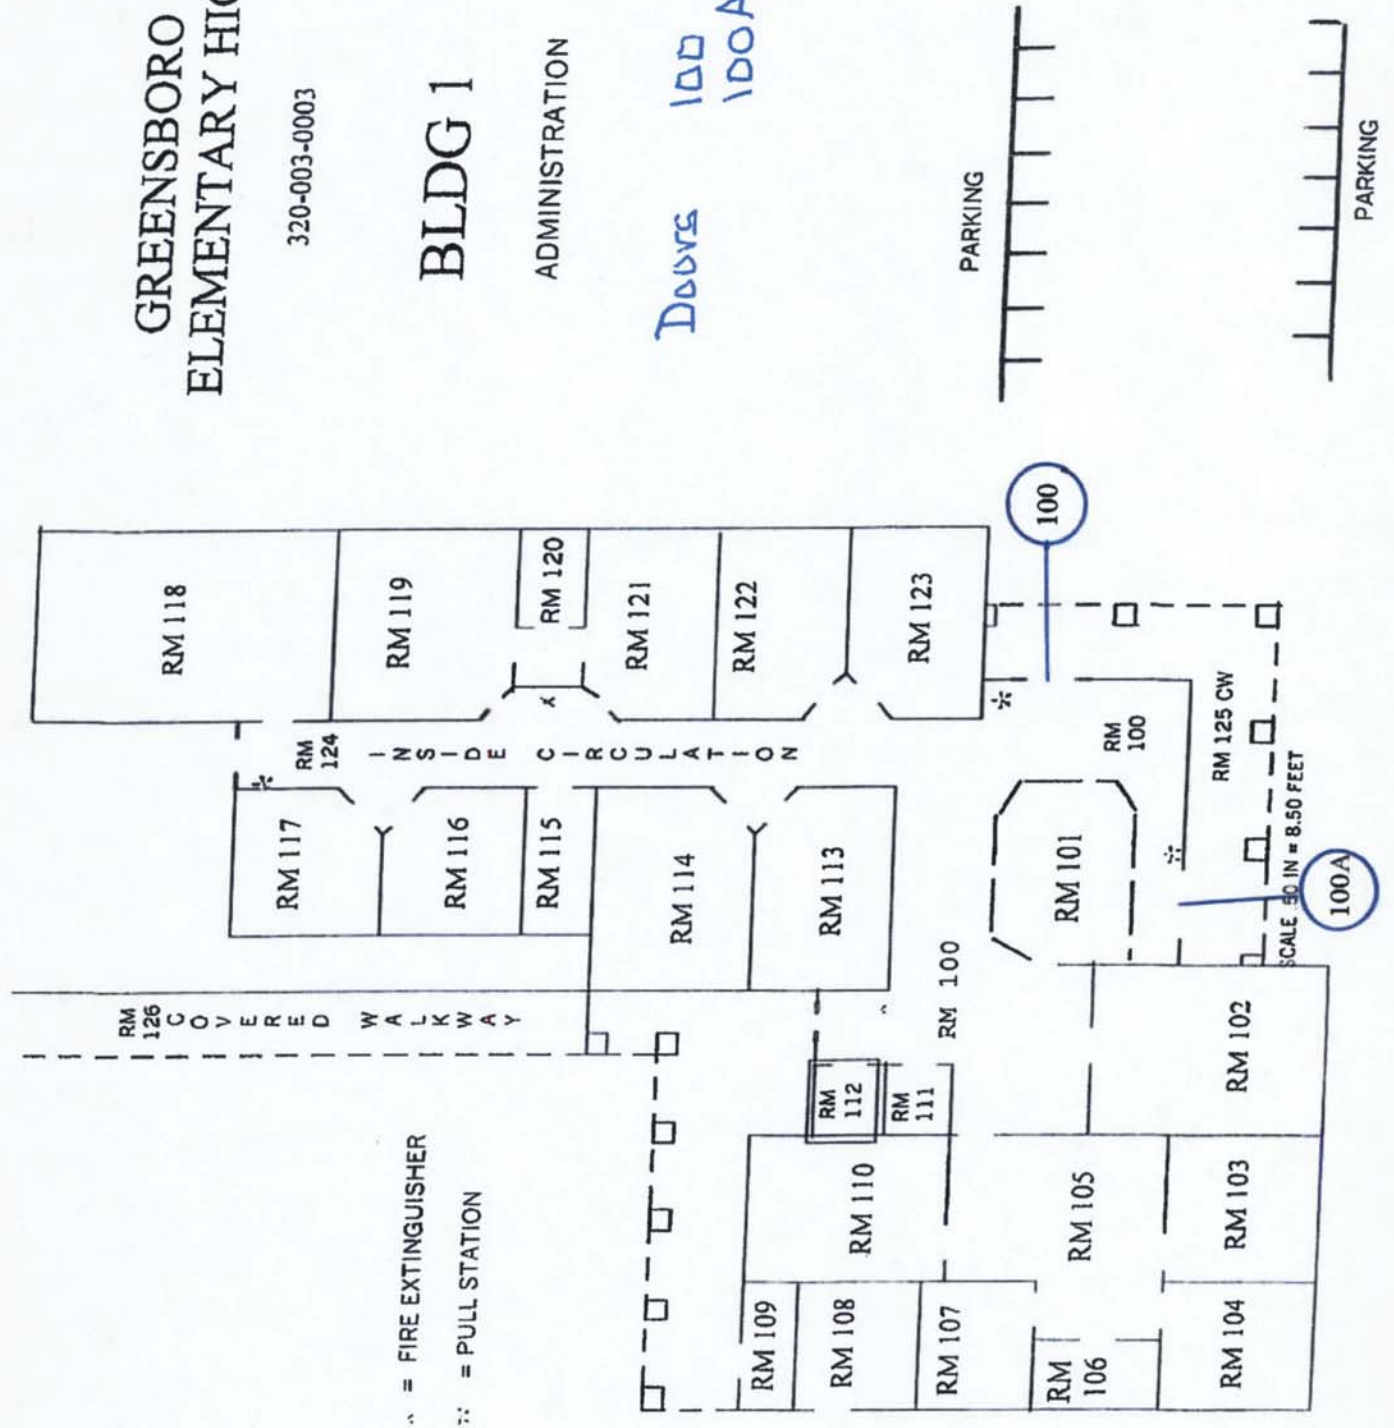 GREENSBORO
ELEMENTARY HIG
320-003-0003
BLDG 1
ADMINISTRATION
Doors 100
100A
PARKING
PARKING
RM 118
RM 119
RM 120
RM 121
RM 122
RM 123
RM
124
INSIDE CIRCULATION
x
RM 117
RM 116
RM 115
RM 114
RM 113
RM
126
COVERED WALKWAY
100
RM
100
RM 125 CW
SCALE .50 IN = 8.50 FEET
100A
RM 101
RM 100
RM 102
RM
112
RM
111
RM 110
RM 105
RM 103
RM 109
RM 108
RM 107
RM
106
RM 104
^ = FIRE EXTINGUISHER
= PULL STATION